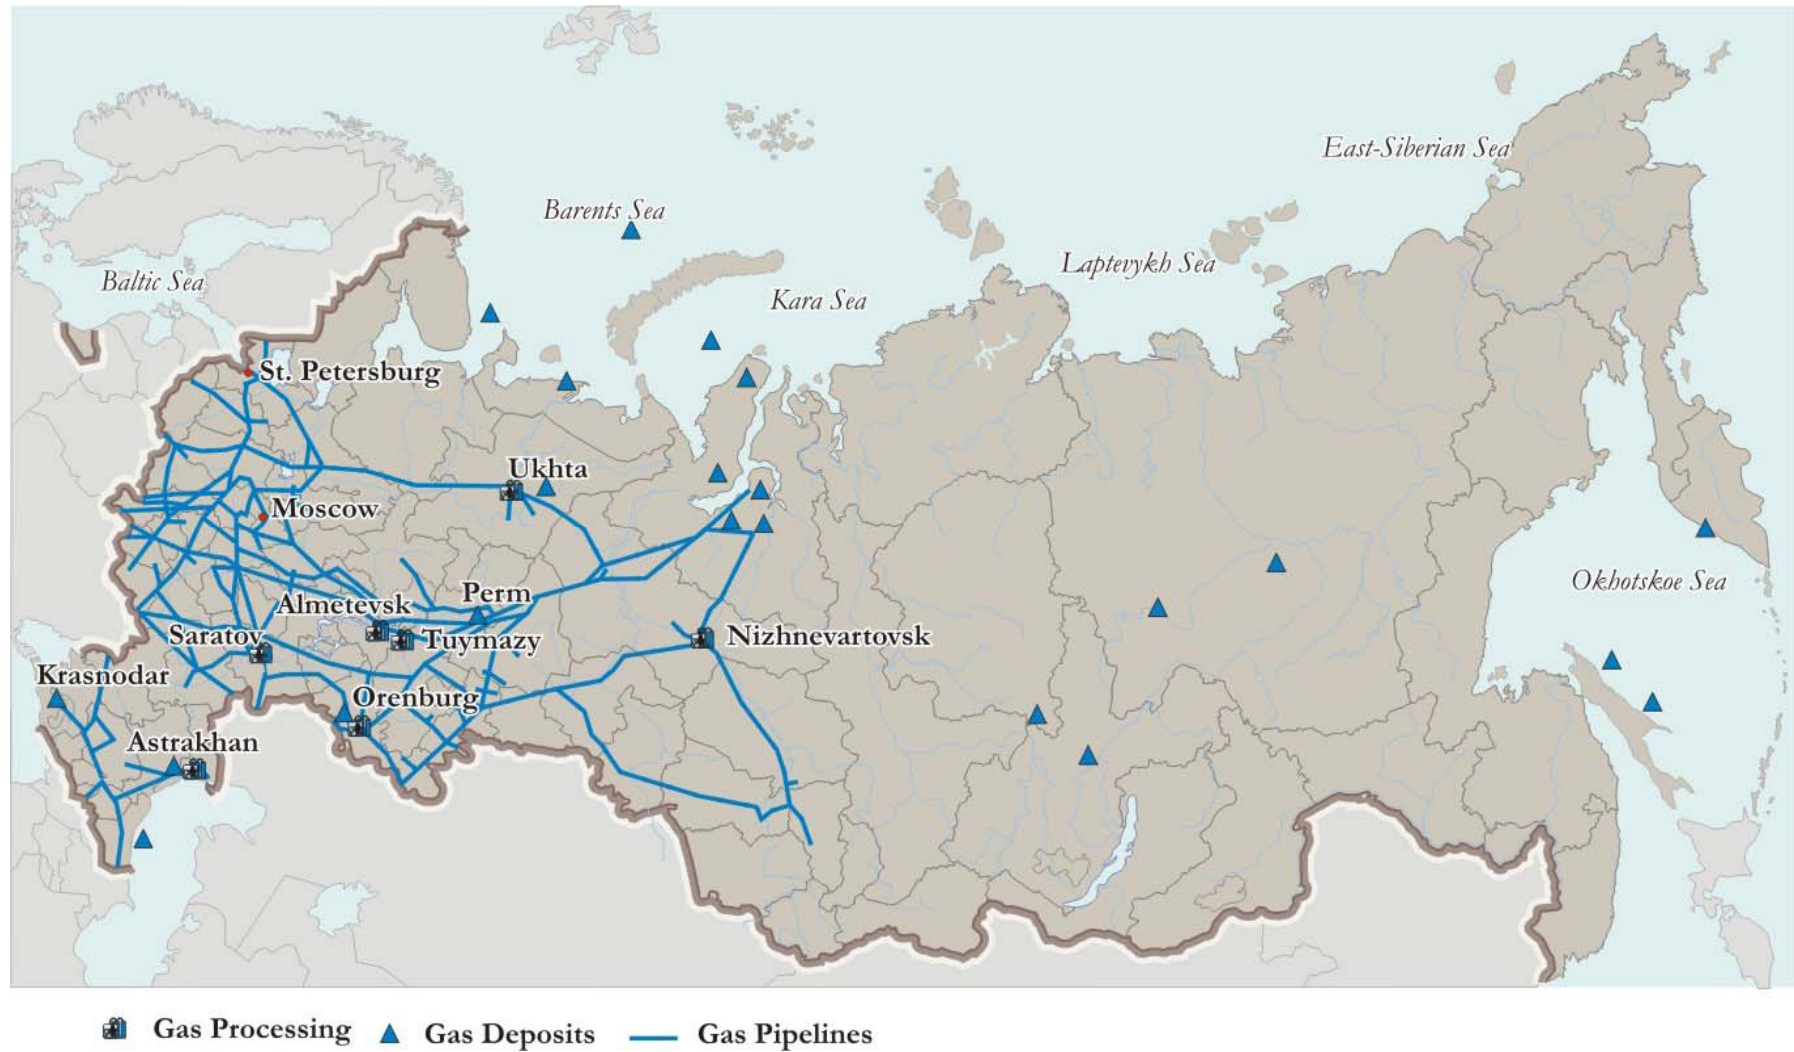 East-Siberian Sea
Barents Sea
Laptevykh Sea
Baltic Sea
Kara Sea
St. Petersburg
Ukhta
Moscow
Okhotskoe Sea
Perm
Almetevsk
Saratov
Tuymazy
Nizhnevartovsk
Krasnodar
Orenburg
Astrakhan
Gas Processing
Gas Deposits
Gas Pipelines